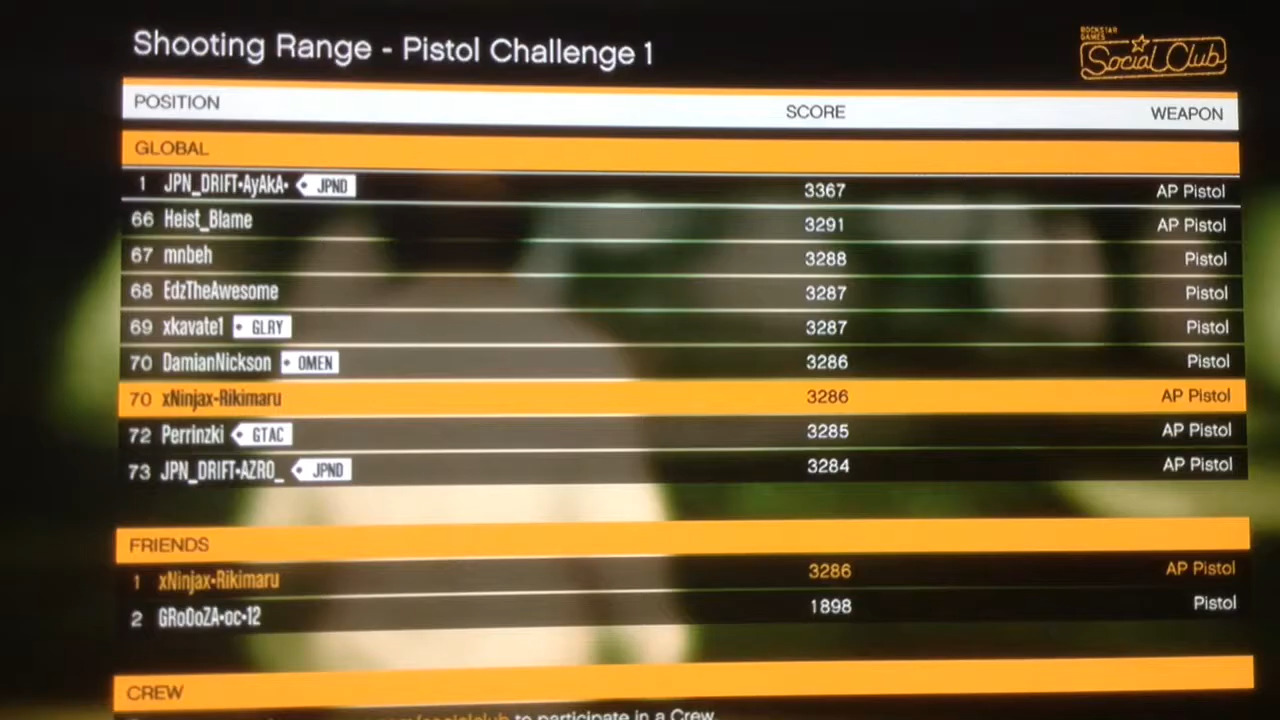 Shooting Range - Pistol Challenge 1
ROCKSTAR GAMES
Social Club
POSITION SCORE WEAPON
GLOBAL
1 JPN_DRIFT-AyAkA- JPND 3367 AP Pistol
66 Heist_Blame 3291 AP Pistol
67 mnbeh 3288 Pistol
68 EdzTheAwesome 3287 Pistol
69 xkavate1 GLRY 3287 Pistol
70 DamianNickson OMEN 3286 Pistol
70 xNinjax-Rikimaru 3286 AP Pistol
72 Perrinzki GTAC 3285 AP Pistol
73 JPN_DRIFT-AZRO_ JPND 3284 AP Pistol
FRIENDS
1 xNinjax-Rikimaru 3286 AP Pistol
2 GRoOoZA-oc-12 1898 Pistol
CREW
to participate in a Crew.